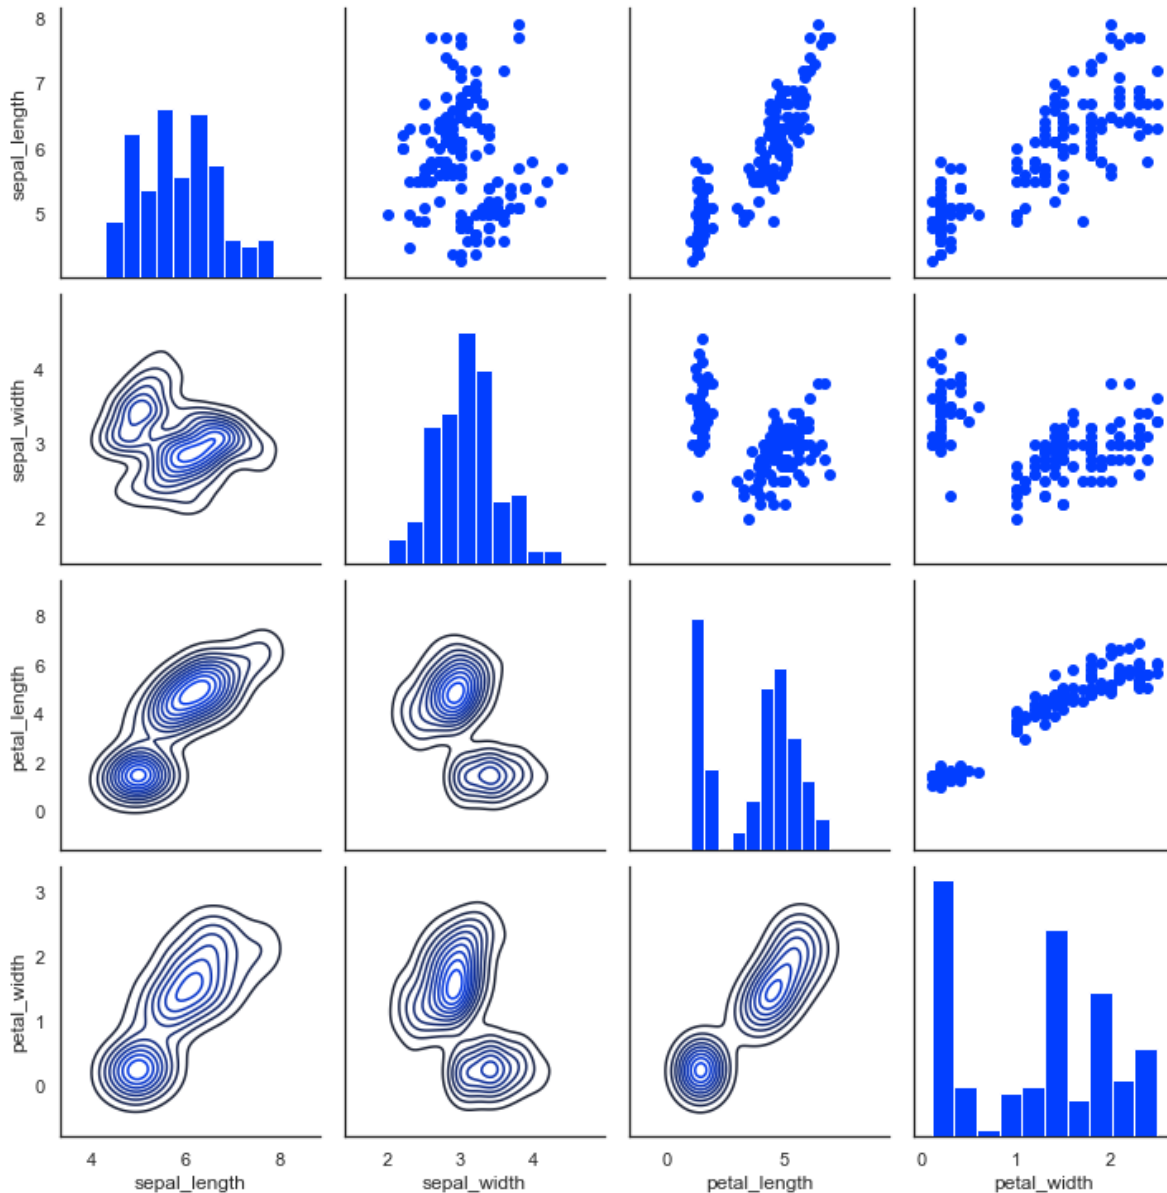 8
7
6
5
sepal_length
4
3
2
sepal_width
8
6
4
2
0
petal_length
3
2
1
0
petal_width
4 6 8 2 3 4 0 5 0 1 2
sepal_length sepal_width petal_length petal_width